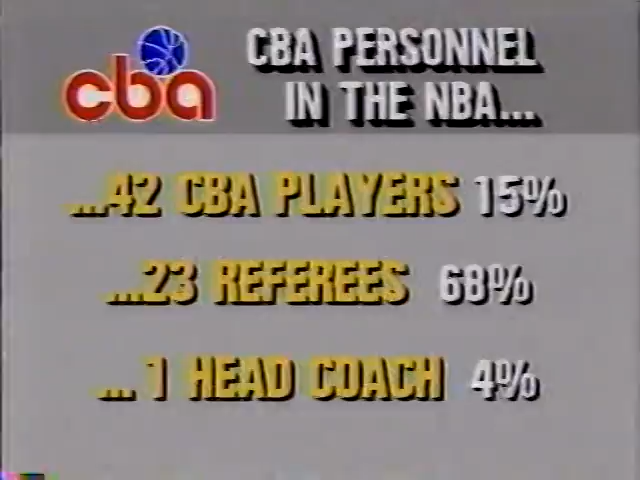 cba
CBA PERSONNEL
IN THE NBA...
...42 CBA PLAYERS 15%
...23 REFEREES 68%
... 1 HEAD COACH 4%